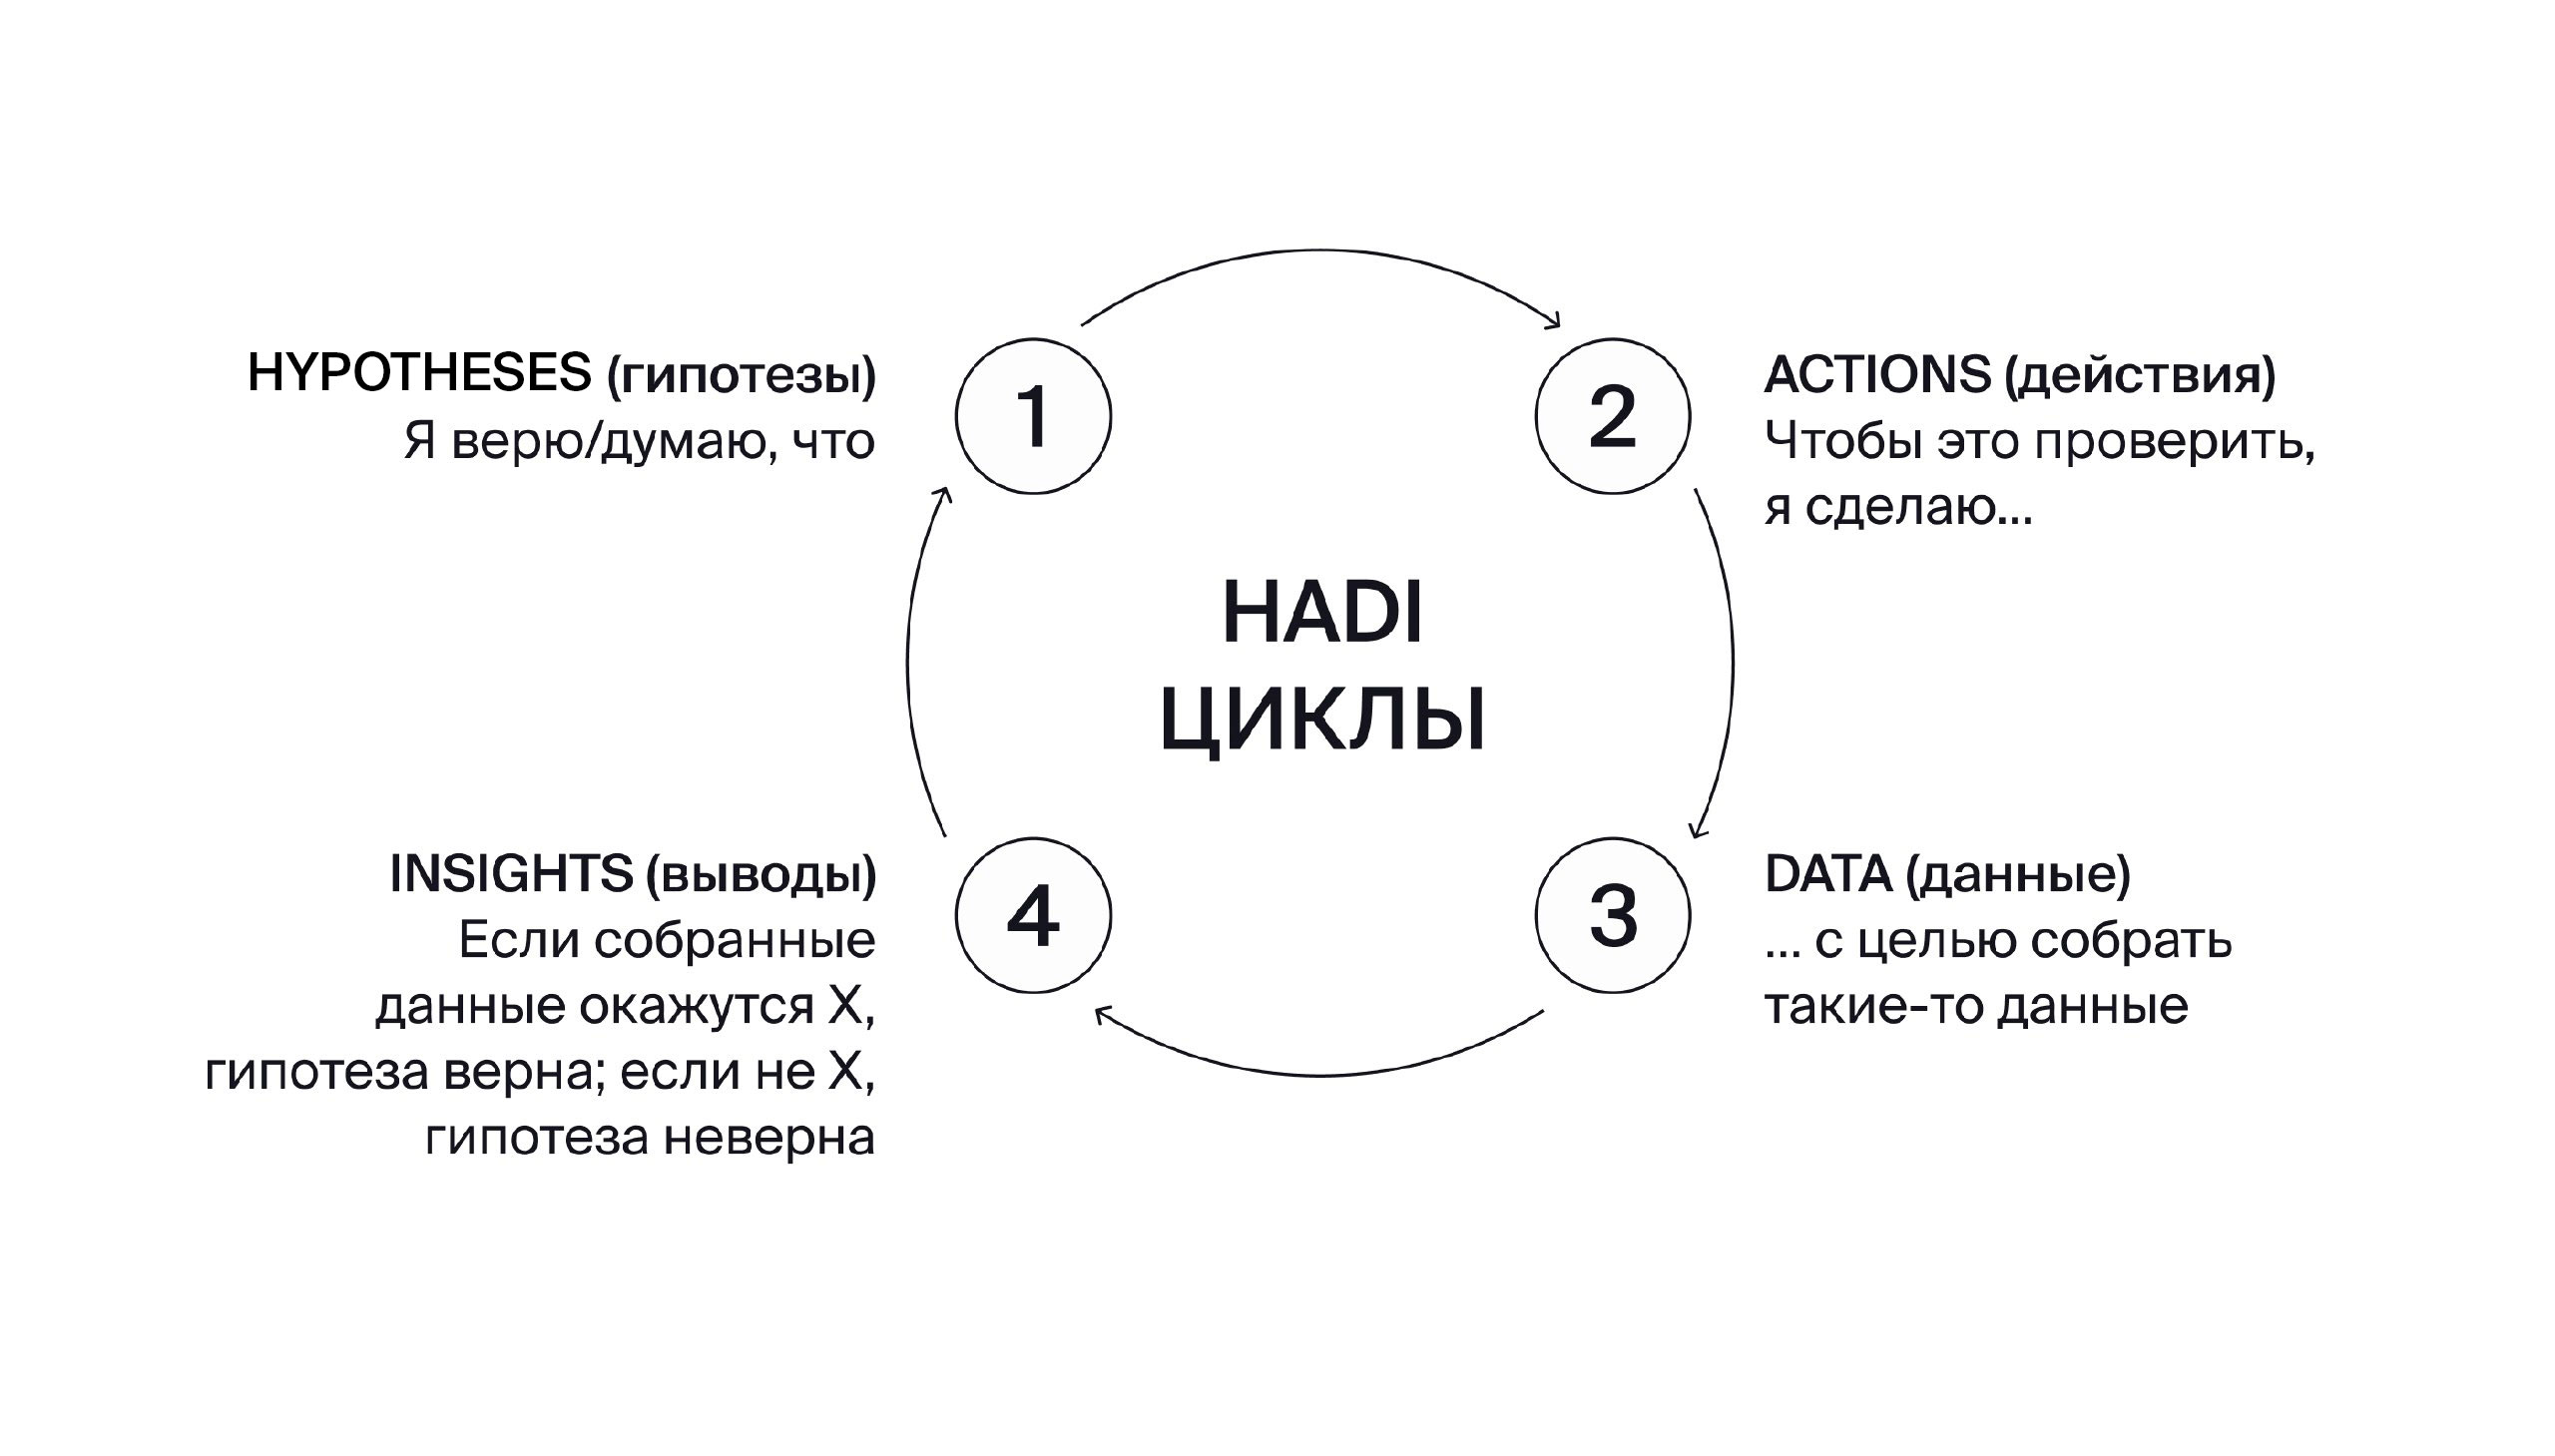 HYPOTHESES (гипотезы)
Я верю/думаю, что
1
2
ACTIONS (действия)
Чтобы это проверить,
я сделаю...
HADI
ЦИКЛЫ
INSIGHTS (выводы)
Если собранные
данные окажутся X,
гипотеза верна; если не X,
гипотеза неверна
4
3
DATA (данные)
... с целью собрать
такие-то данные